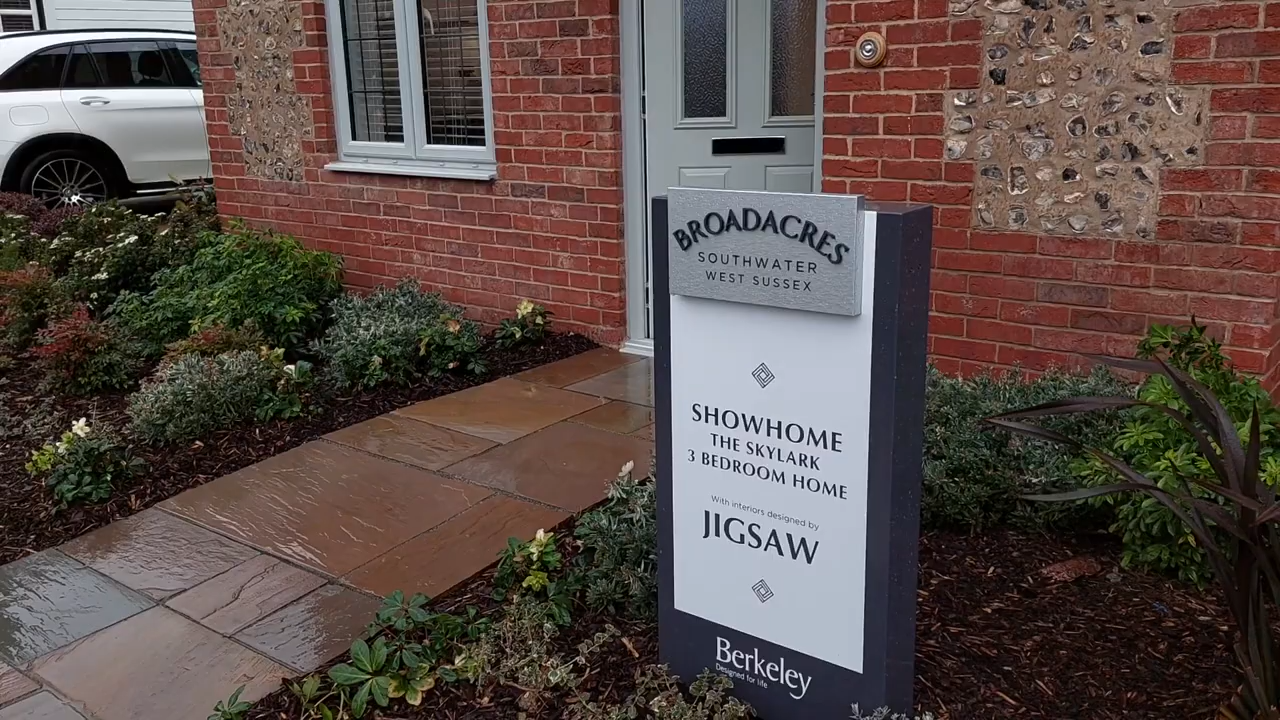 BROADACRES
SOUTHWATER
WEST SUSSEX
SHOWHOME
THE SKYLARK
3 BEDROOM HOME
With interiors designed by
JIGSAW
Berkeley
Designed for life